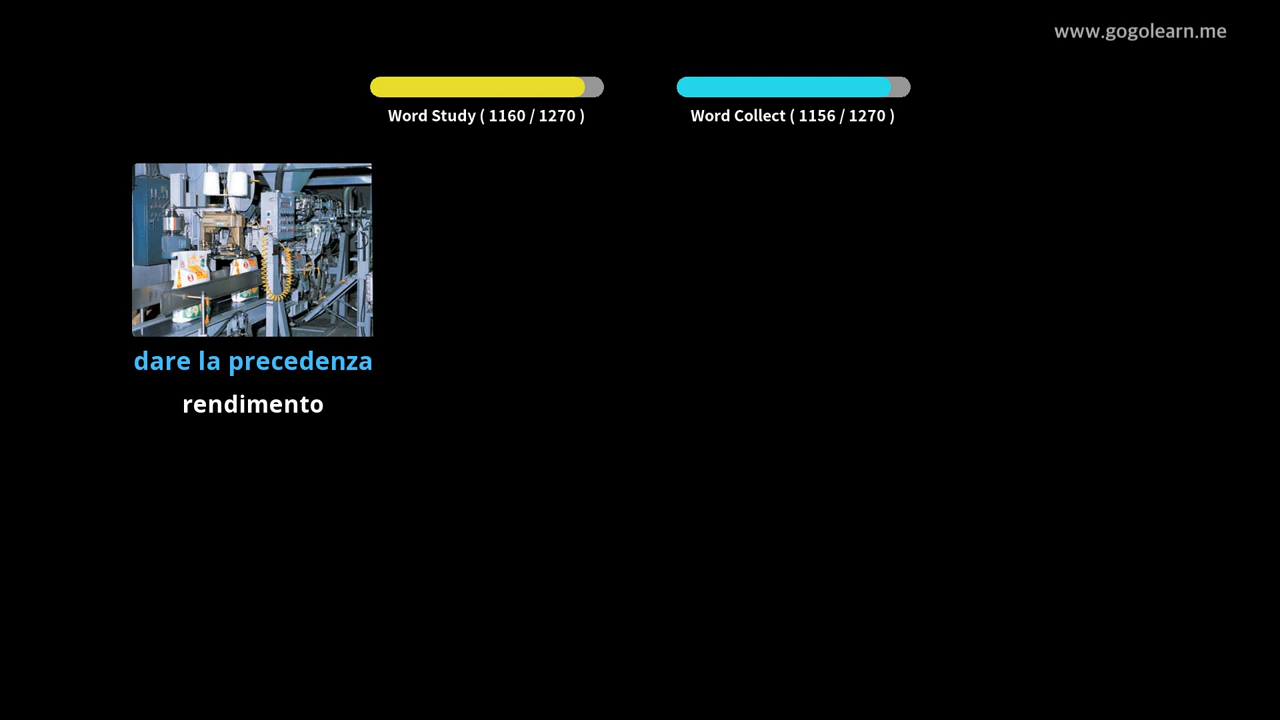 www.gogolearn.me
Word Study ( 1160 / 1270 )
Word Collect ( 1156 / 1270 )
dare la precedenza
rendimento